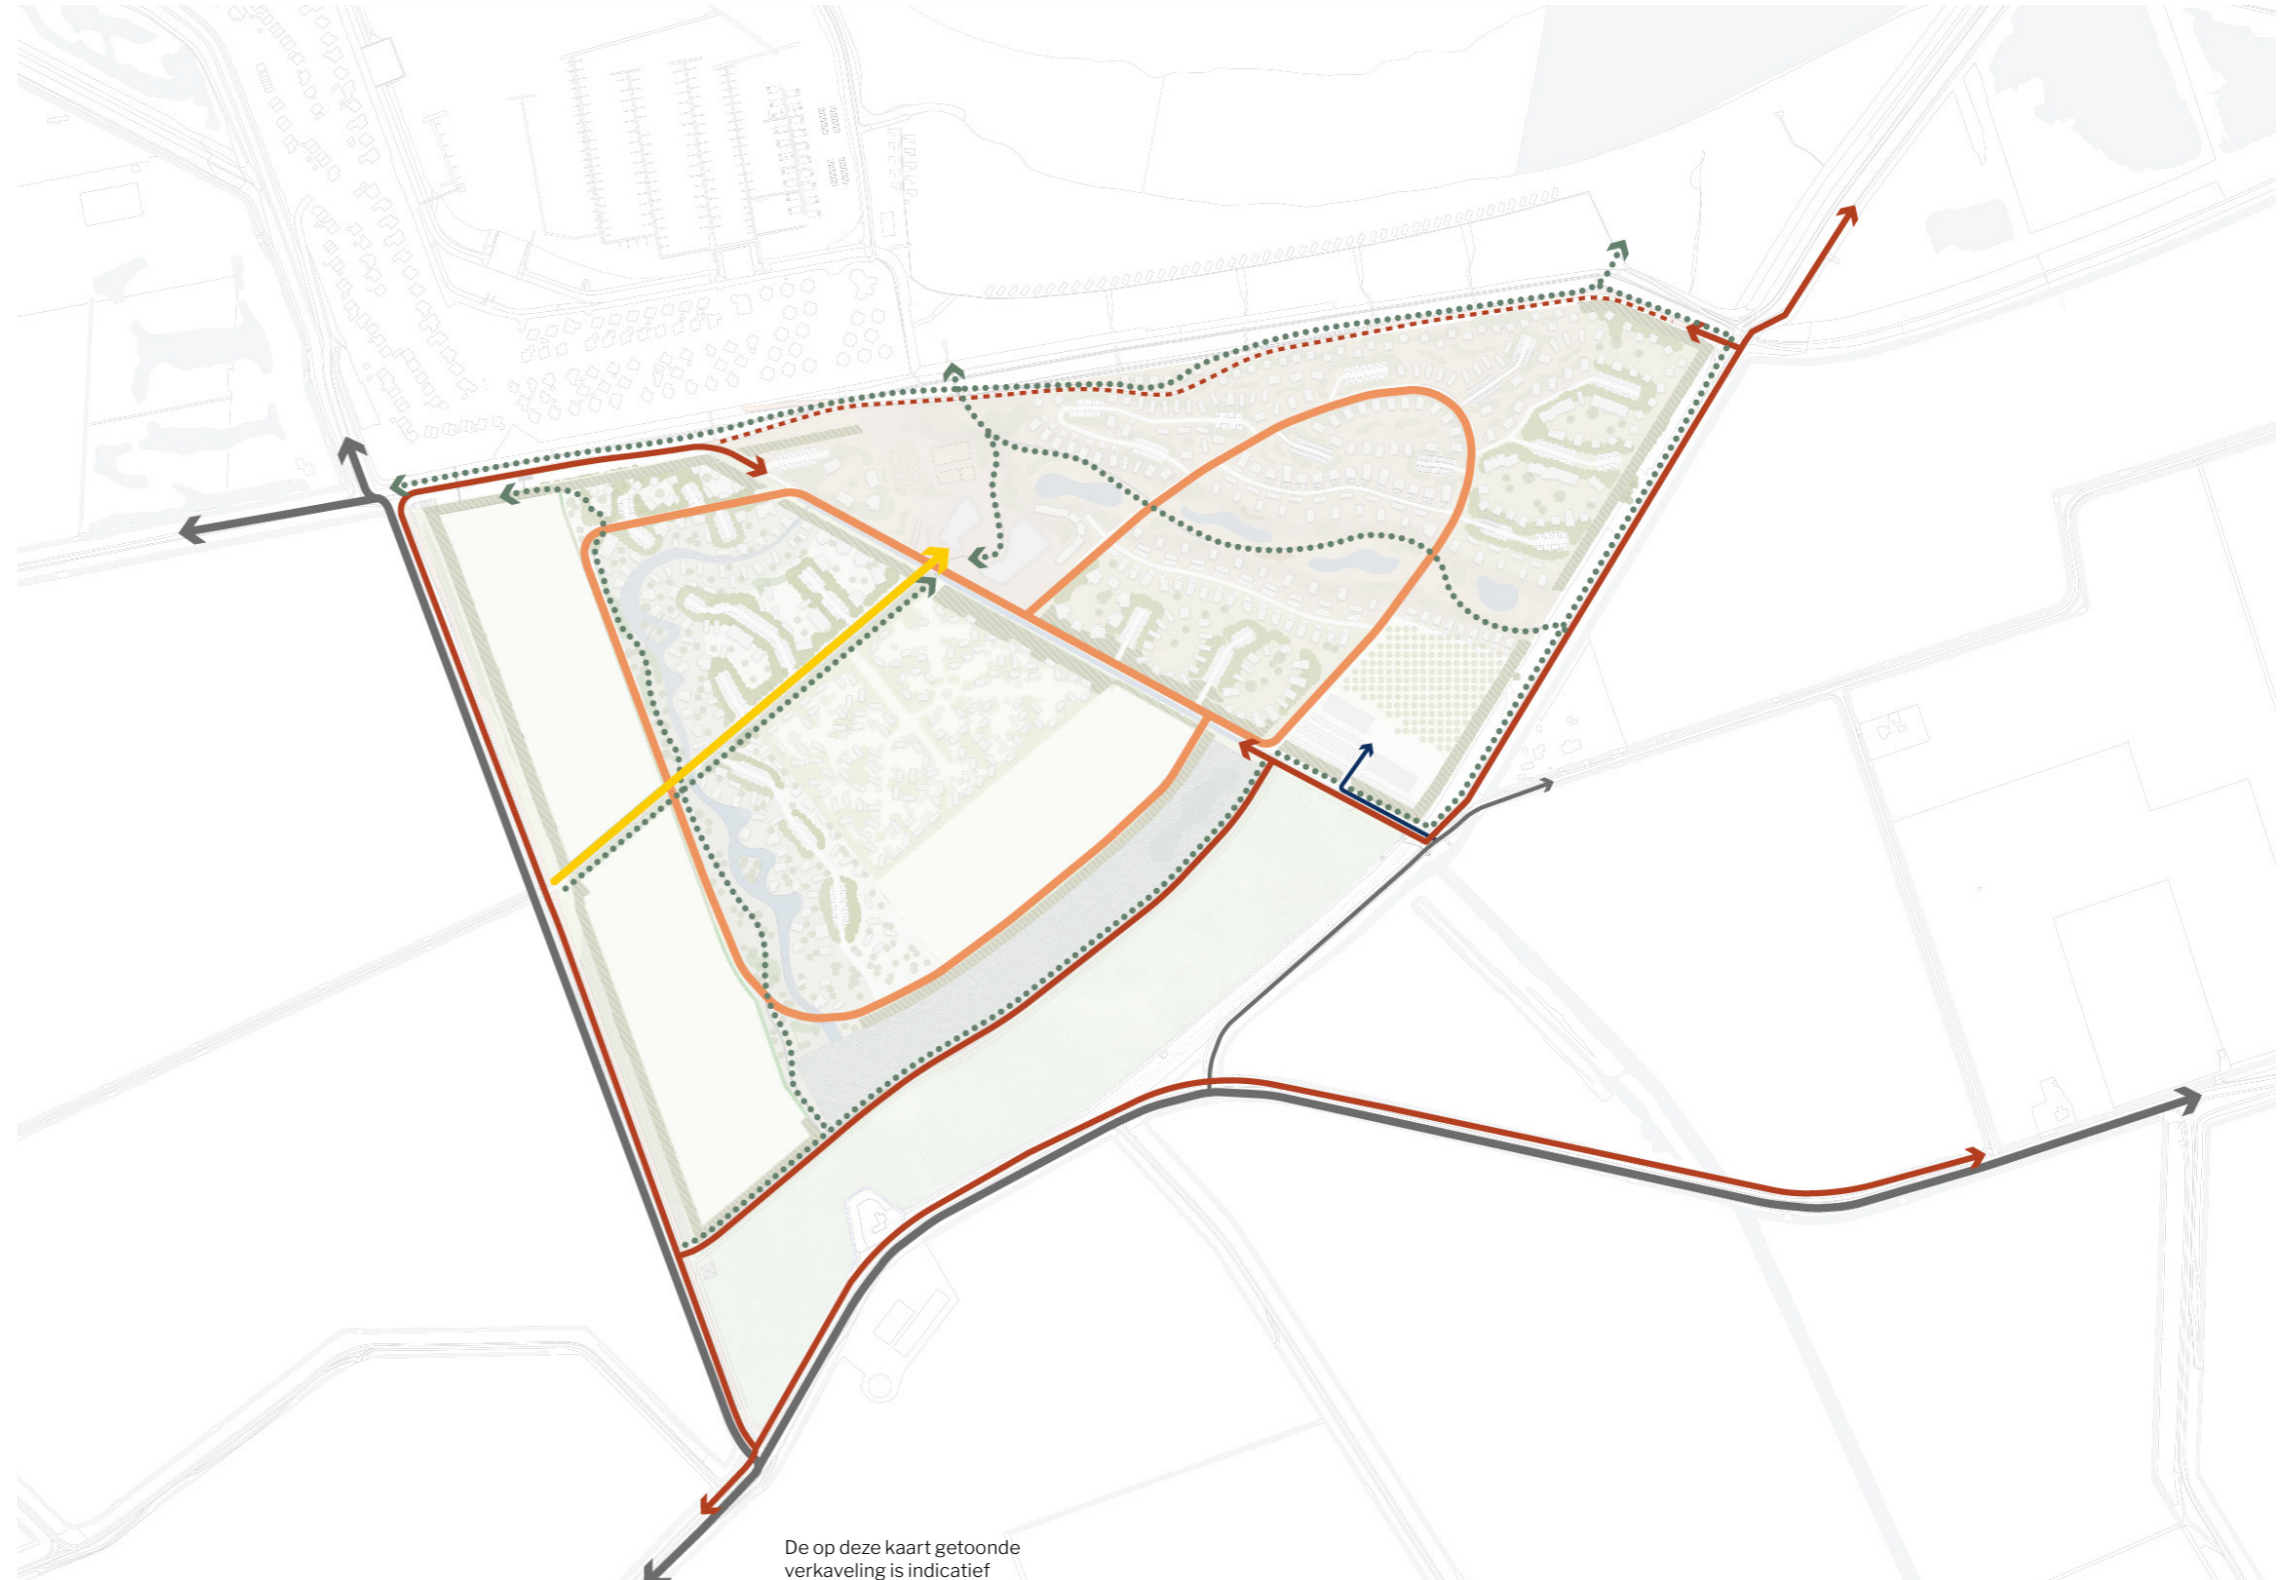 De op deze kaart getoonde
verkaveling is indicatief